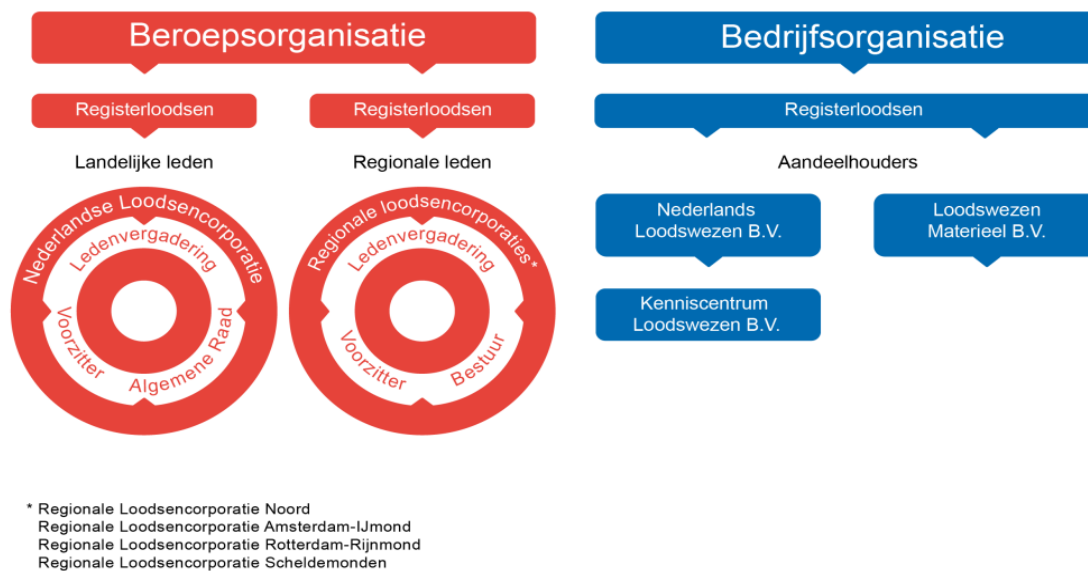 Beroepsorganisatie
Registerloodsen
Landelijke leden
Nederlandse Loodsencorporatie
Ledenvergadering
Voorzitter
Algemene Raad
Registerloodsen
Regionale leden
Regionale loodsencorporaties*
Ledenvergadering
Voorzitter
Bestuur
Bedrijfsorganisatie
Registerloodsen
Aandeelhouders
Nederlands
Loodswezen B.V.
Loodswezen
Materieel B.V.
Kenniscentrum
Loodswezen B.V.
* Regionale Loodsencorporatie Noord
Regionale Loodsencorporatie Amsterdam-IJmond
Regionale Loodsencorporatie Rotterdam-Rijnmond
Regionale Loodsencorporatie Scheldemonden